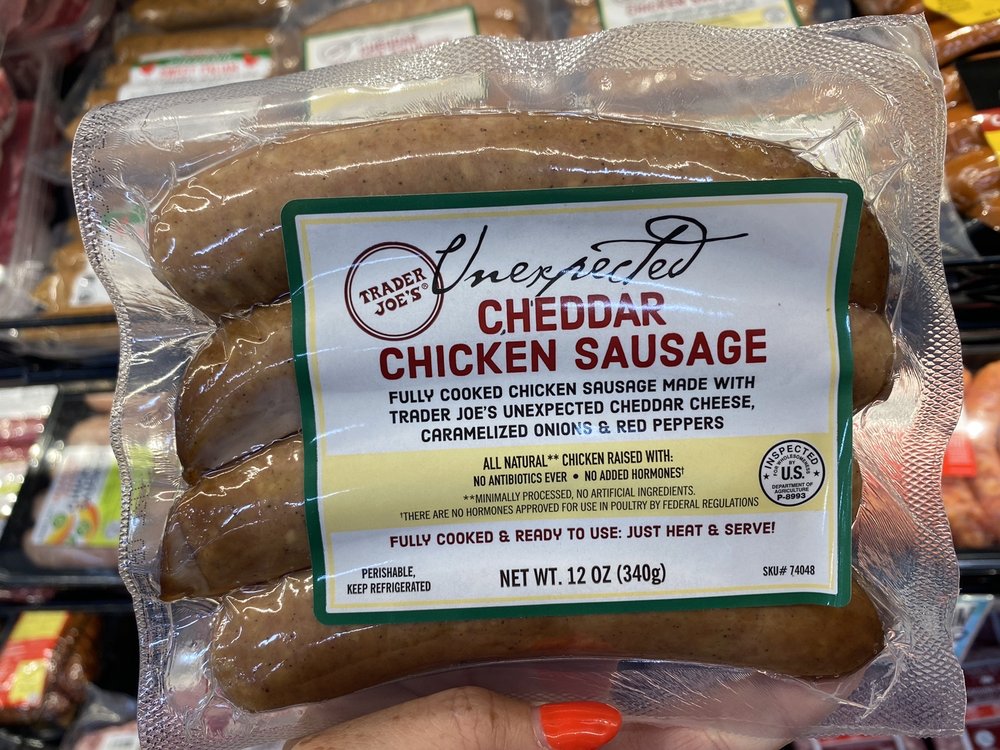 TRADER
JOE'S®
Unexpected
CHEDDAR
CHICKEN SAUSAGE
FULLY COOKED CHICKEN SAUSAGE MADE WITH
TRADER JOE'S UNEXPECTED CHEDDAR CHEESE,
CARAMELIZED ONIONS & RED PEPPERS
ALL NATURAL** CHICKEN RAISED WITH:
NO ANTIBIOTICS EVER • NO ADDED HORMONES†
**MINIMALLY PROCESSED, NO ARTIFICIAL INGREDIENTS.
†THERE ARE NO HORMONES APPROVED FOR USE IN POULTRY BY FEDERAL REGULATIONS
INSPECTED
FOR WHOLESOMENESS
BY
U.S.
DEPARTMENT OF
AGRICULTURE
P-8993
FULLY COOKED & READY TO USE: JUST HEAT & SERVE!
PERISHABLE,
KEEP REFRIGERATED
NET WT. 12 OZ (340g)
SKU# 74048